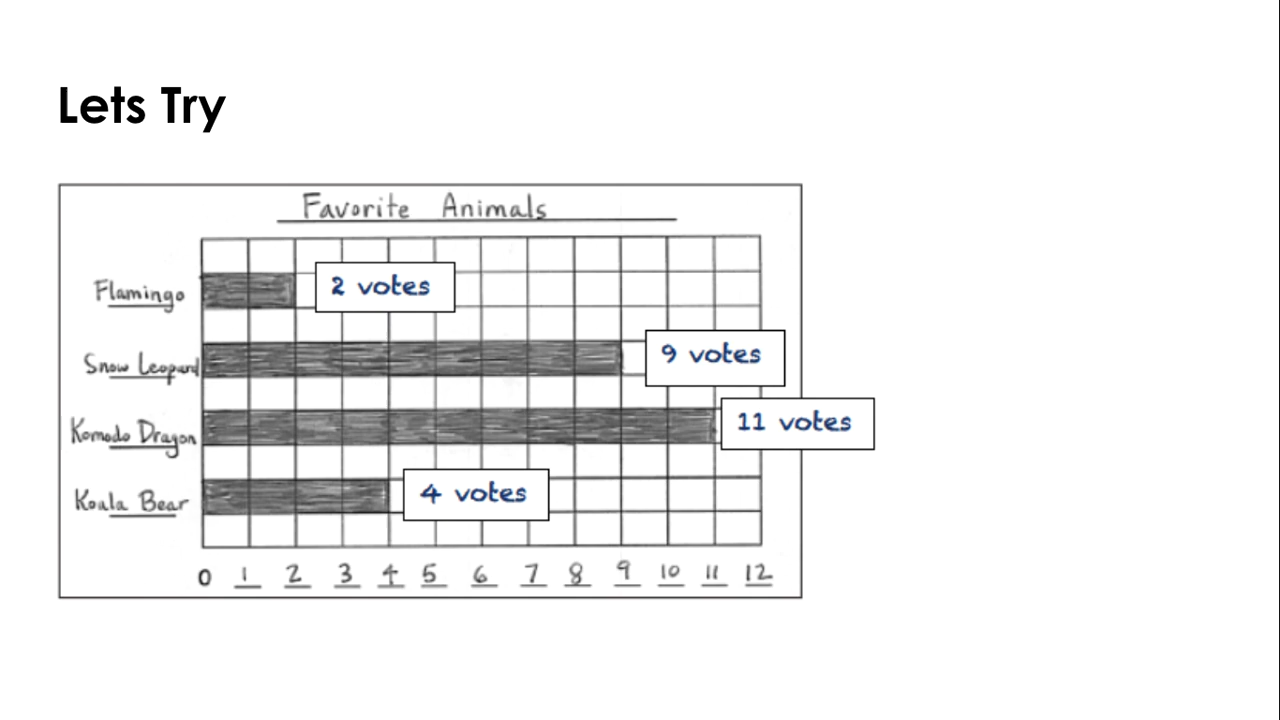 Lets Try
Favorite Animals
Flamingo
2 votes
Snow Leopard
9 votes
Komodo Dragon
11 votes
Koala Bear
4 votes
0 1 2 3 4 5 6 7 8 9 10 11 12